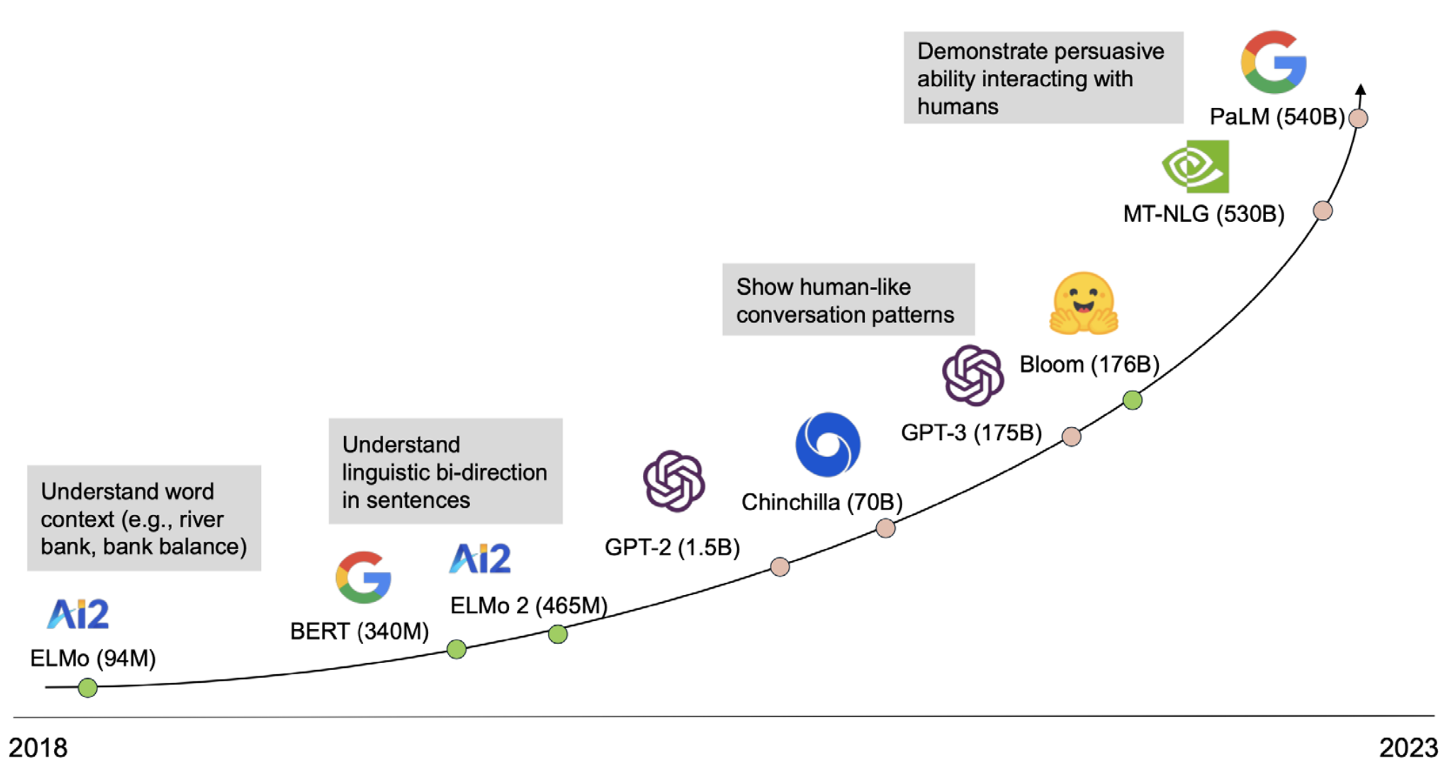 Demonstrate persuasive
ability interacting with
humans
PaLM (540B)
MT-NLG (530B)
Show human-like
conversation patterns
Bloom (176B)
GPT-3 (175B)
Understand
linguistic bi-direction
in sentences
Chinchilla (70B)
Understand word
context (e.g., river
bank, bank balance)
GPT-2 (1.5B)
Ai2
ELMo 2 (465M)
BERT (340M)
Ai2
ELMo (94M)
2018
2023